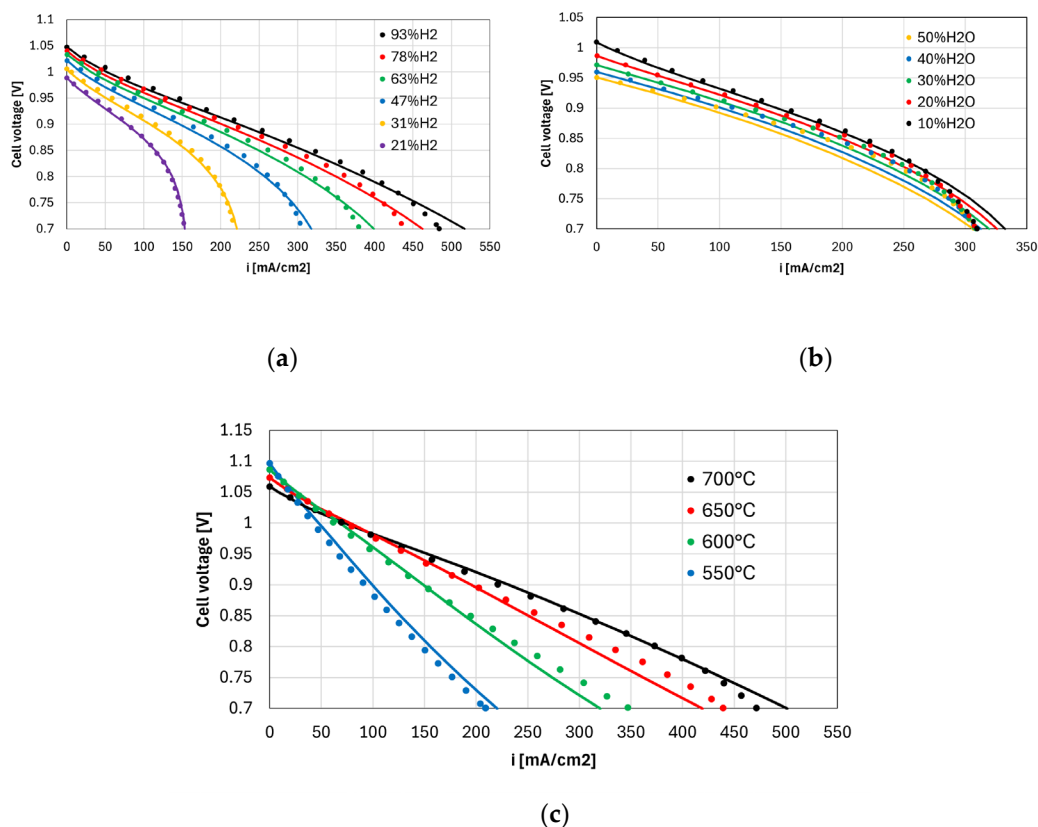 1.1
1.05
1
0.95
0.9
0.85
0.8
0.75
0.7
Cell voltage [V]
0 50 100 150 200 250 300 350 400 450 500 550
i [mA/cm2]
93%H2
78%H2
63%H2
47%H2
31%H2
21%H2
(a)
1.05
1
0.95
0.9
0.85
0.8
0.75
0.7
Cell voltage [V]
0 50 100 150 200 250 300 350
i [mA/cm2]
50%H2O
40%H2O
30%H2O
20%H2O
10%H2O
(b)
1.15
1.1
1.05
1
0.95
0.9
0.85
0.8
0.75
0.7
Cell voltage [V]
0 50 100 150 200 250 300 350 400 450 500 550
i [mA/cm2]
700°C
650°C
600°C
550°C
(c)